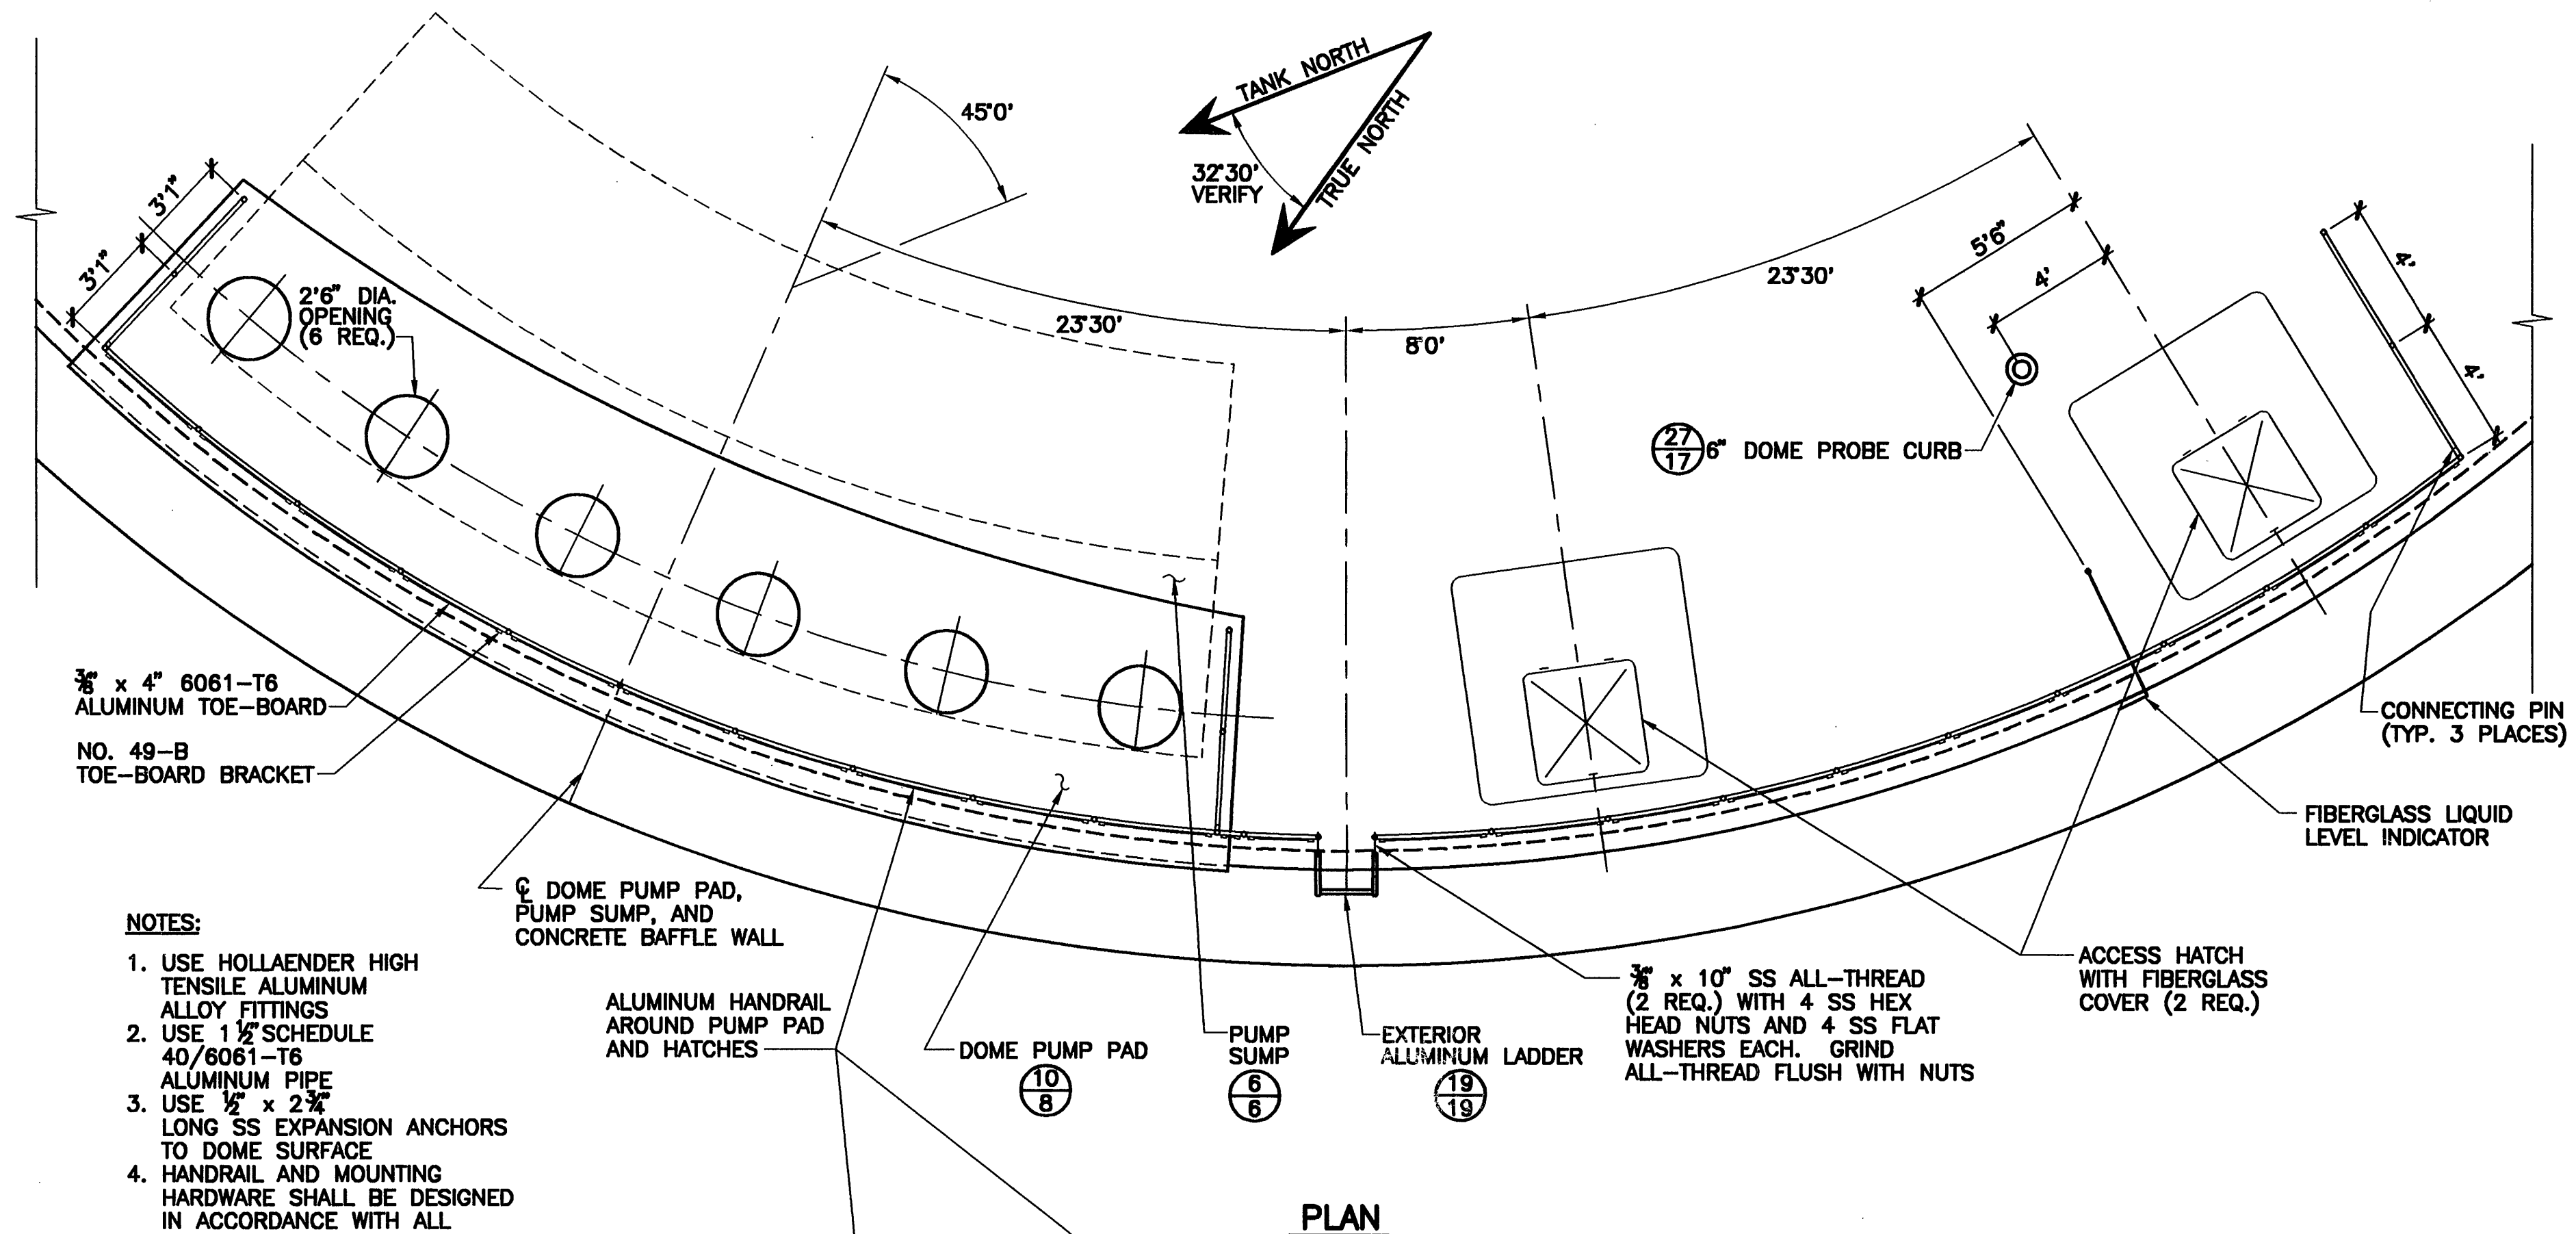 TANK NORTH
TRUE NORTH
32°30'
VERIFY
45°0'
3'1"
3'1"
2'6" DIA.
OPENING
(6 REQ.)
23°30'
8°0'
23°30'
5'6"
4'
4'
4'
27
17
6" DOME PROBE CURB
⅜" x 4" 6061-T6
ALUMINUM TOE-BOARD
NO. 49-B
TOE-BOARD BRACKET
CONNECTING PIN
(TYP. 3 PLACES)
FIBERGLASS LIQUID
LEVEL INDICATOR
℄ DOME PUMP PAD,
PUMP SUMP, AND
CONCRETE BAFFLE WALL
ACCESS HATCH
WITH FIBERGLASS
COVER (2 REQ.)
⅜" x 10" SS ALL-THREAD
(2 REQ.) WITH 4 SS HEX
HEAD NUTS AND 4 SS FLAT
WASHERS EACH. GRIND
ALL-THREAD FLUSH WITH NUTS
ALUMINUM HANDRAIL
AROUND PUMP PAD
AND HATCHES
DOME PUMP PAD
10
8
PUMP
SUMP
6
6
EXTERIOR
ALUMINUM LADDER
19
19
NOTES:
1. USE HOLLAENDER HIGH
TENSILE ALUMINUM
ALLOY FITTINGS
2. USE 1 ½" SCHEDULE
40/6061-T6
ALUMINUM PIPE
3. USE ½" x 2¾"
LONG SS EXPANSION ANCHORS
TO DOME SURFACE
4. HANDRAIL AND MOUNTING
HARDWARE SHALL BE DESIGNED
IN ACCORDANCE WITH ALL
PLAN